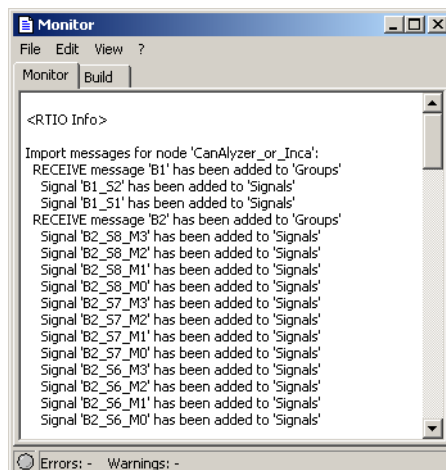 Monitor
File Edit View ?
Monitor Build
<RTIO Info>
Import messages for node 'CanAlyzer_or_Inca':
RECEIVE message 'B1' has been added to 'Groups'
Signal 'B1_S2' has been added to 'Signals'
Signal 'B1_S1' has been added to 'Signals'
RECEIVE message 'B2' has been added to 'Groups'
Signal 'B2_S8_M3' has been added to 'Signals'
Signal 'B2_S8_M2' has been added to 'Signals'
Signal 'B2_S8_M1' has been added to 'Signals'
Signal 'B2_S8_M0' has been added to 'Signals'
Signal 'B2_S7_M3' has been added to 'Signals'
Signal 'B2_S7_M2' has been added to 'Signals'
Signal 'B2_S7_M1' has been added to 'Signals'
Signal 'B2_S7_M0' has been added to 'Signals'
Signal 'B2_S6_M3' has been added to 'Signals'
Signal 'B2_S6_M2' has been added to 'Signals'
Signal 'B2_S6_M1' has been added to 'Signals'
Signal 'B2_S6_M0' has been added to 'Signals'
Errors: - Warnings: -